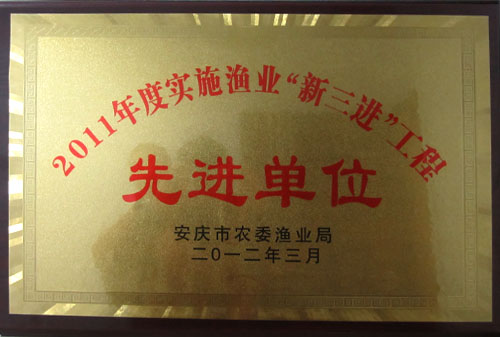 2011年度实施渔业“新三进”工程
先进单位
安庆市农委渔业局
二〇一二年三月